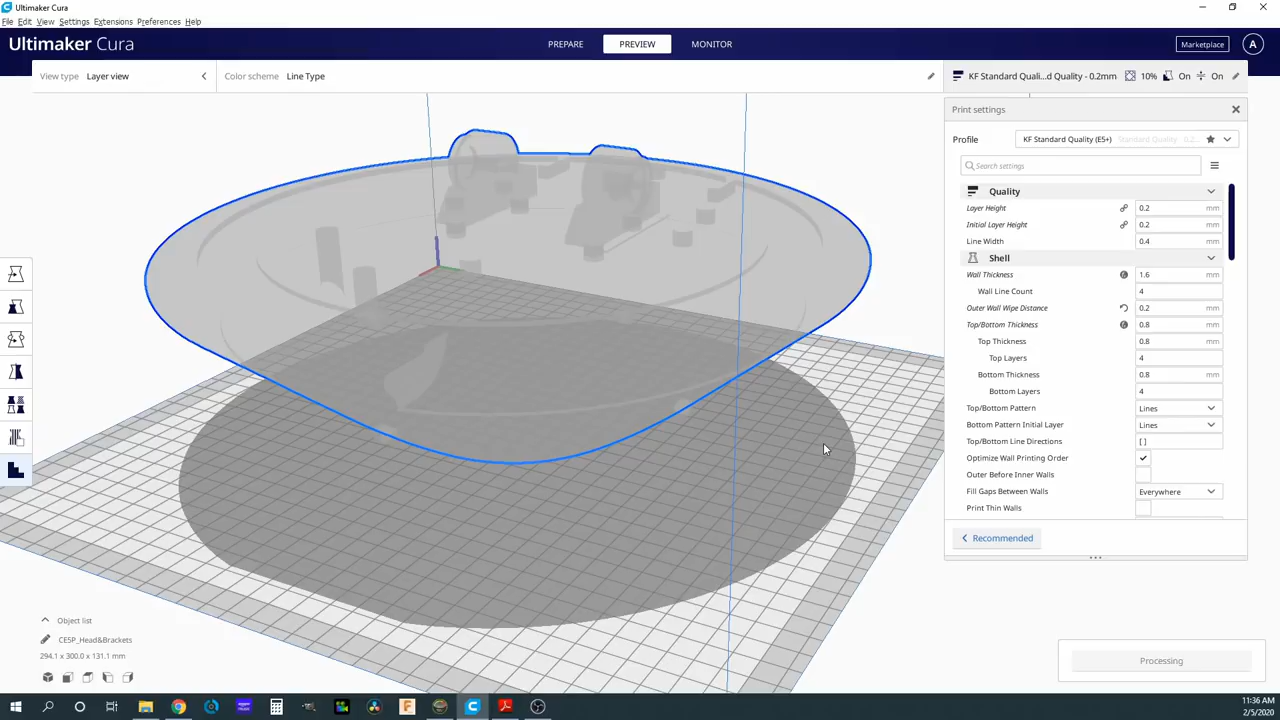 Ultimaker Cura
File Edit View Settings Extensions Preferences Help
Ultimaker Cura
PREPARE PREVIEW MONITOR
Marketplace A
View type Layer view Color scheme Line Type
KF Standard Quali...d Quality - 0.2mm 10% On On
Print settings
Profile KF Standard Quality (E5+) Standard Quality 0.2...
Search settings
Quality
Layer Height 0.2 mm
Initial Layer Height 0.2 mm
Line Width 0.4 mm
Shell
Wall Thickness 1.6 mm
Wall Line Count 4
Outer Wall Wipe Distance 0.2 mm
Top/Bottom Thickness 0.8 mm
Top Thickness 0.8 mm
Top Layers 4
Bottom Thickness 0.8 mm
Bottom Layers 4
Top/Bottom Pattern Lines
Bottom Pattern Initial Layer Lines
Top/Bottom Line Directions [ ]
Optimize Wall Printing Order
Outer Before Inner Walls
Fill Gaps Between Walls Everywhere
Print Thin Walls
Recommended
Object list
CE5P_Head&Brackets
294.1 x 300.0 x 131.1 mm
Processing
11:36 AM
2/5/2020